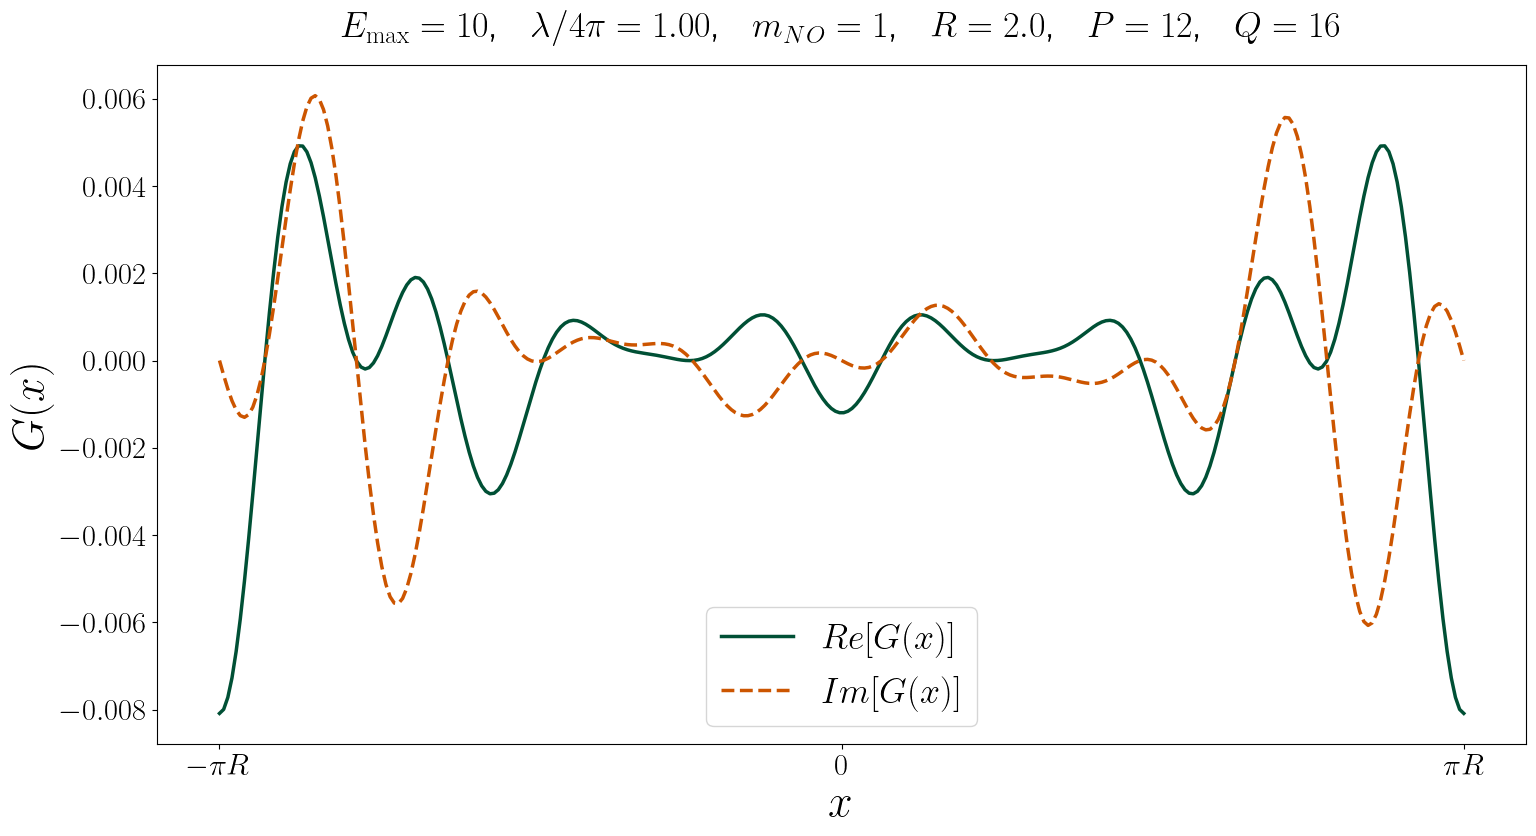 E_max = 10, λ/4π = 1.00, m_NO = 1, R = 2.0, P = 12, Q = 16
0.006
0.004
0.002
0.000
−0.002
−0.004
−0.006
−0.008
G(x)
Re[G(x)]
Im[G(x)]
−πR 0 πR
x